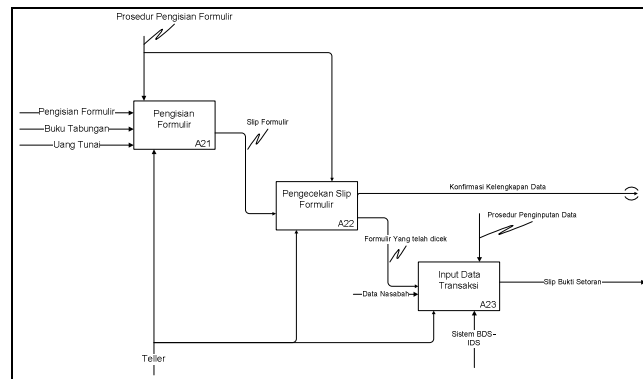 Prosedur Pengisian Formulir
Pengisian Formulir
Buku Tabungan
Uang Tunai
Pengisian
Formulir
A21
Slip Formulir
Pengecekan Slip
Formulir
A22
Konfirmasi Kelengkapan Data
Prosedur Penginputan Data
Formulir Yang telah dicek
Data Nasabah
Input Data
Transaksi
A23
Slip Bukti Setoran
Sistem BDS-
IDS
Teller